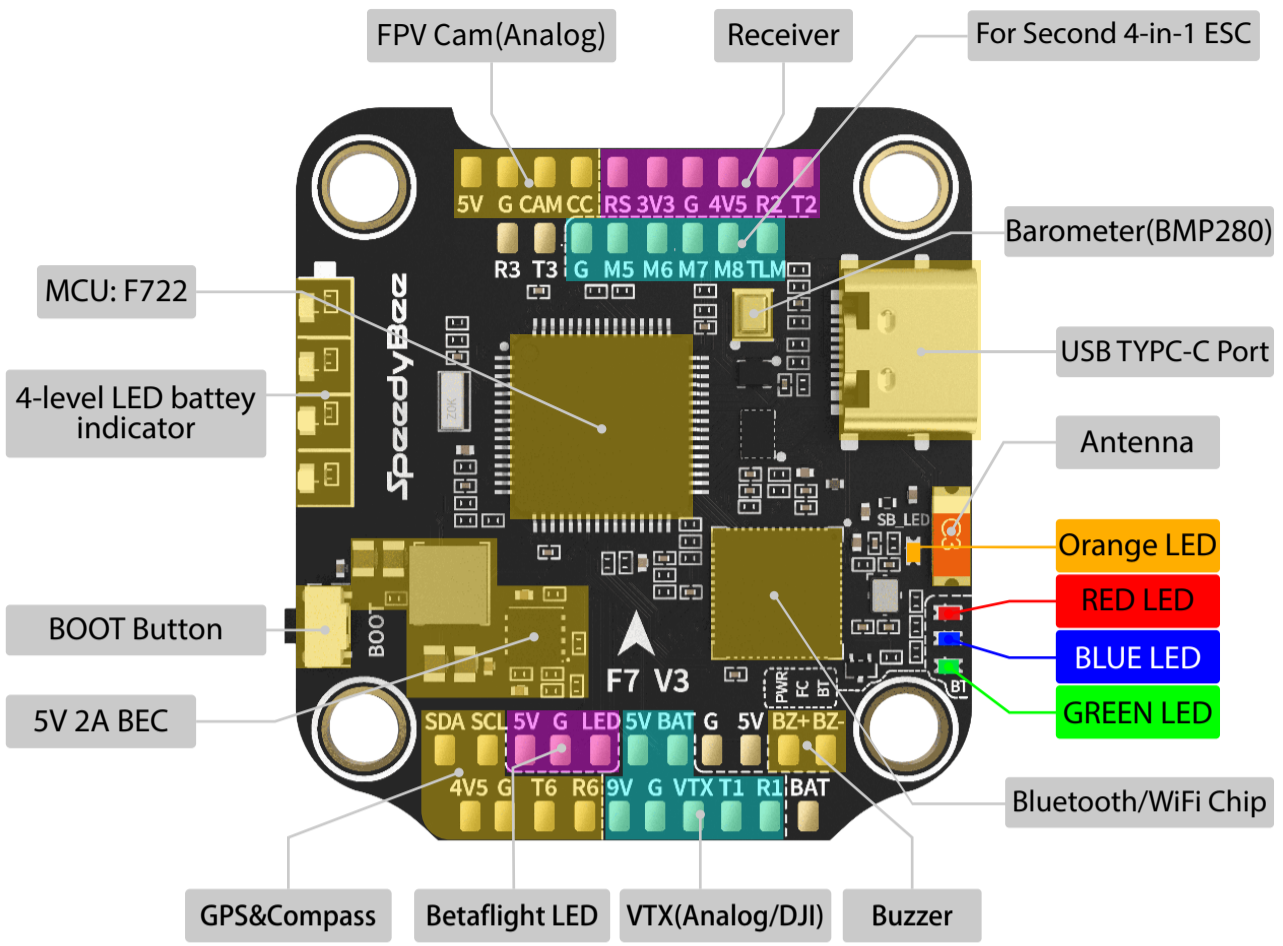 FPV Cam(Analog)
Receiver
For Second 4-in-1 ESC
5V G CAM CC RS 3V3 G 4V5 R2 T2
R3 T3 G M5 M6 M7 M8 TLM
Barometer(BMP280)
MCU: F722
SpeedyBee
USB TYPC-C Port
4-level LED battey
indicator
20K
Antenna
SB_LED
Orange LED
RED LED
BLUE LED
GREEN LED
BOOT Button
BOOT
5V 2A BEC
F7 V3
PWR
FC
BT
BT
SDA SCL 5V G LED 5V BAT G 5V BZ+ BZ-
4V5 G T6 R6 9V G VTX T1 R1 BAT
Bluetooth/WiFi Chip
GPS&Compass
Betaflight LED
VTX(Analog/DJI)
Buzzer